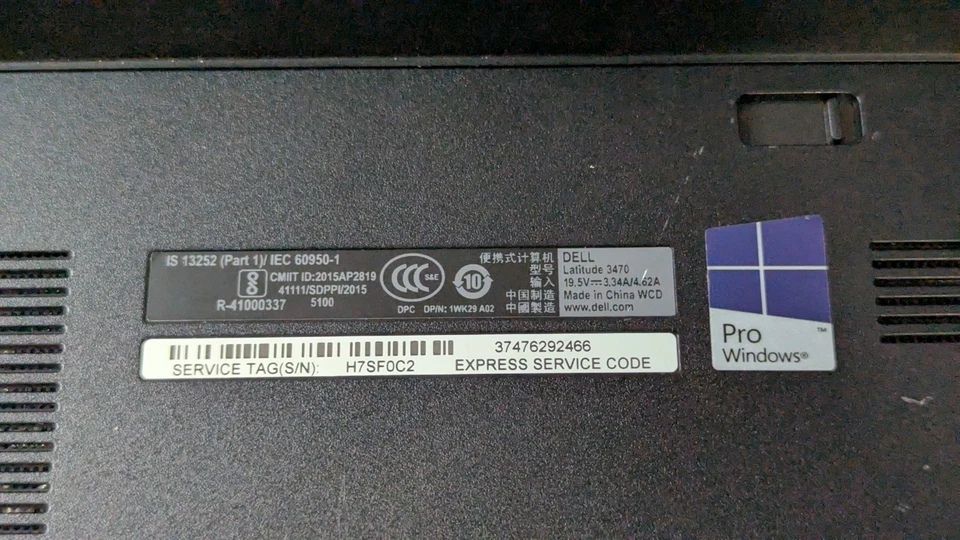 IS 13252 (Part 1)/ IEC 60950-1
CMIIT ID:2015AP2819
41111/SDPPI/2015
5100
R-41000337
CCC S&E
10
DPC DP/N: 1WK29 A02
便携式计算机
型号
输入
中国制造
中國製造
DELL
Latitude 3470
19.5V⎓3.34A/4.62A
Made in China WCD
www.dell.com
37476292466
SERVICE TAG(S/N): H7SF0C2 EXPRESS SERVICE CODE
Pro ™
Windows®